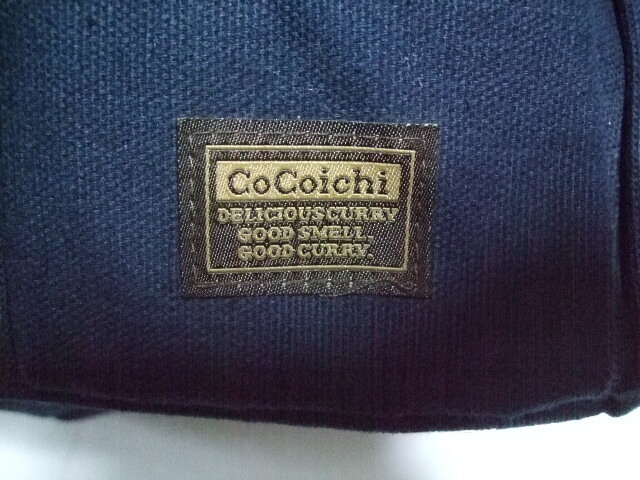 CoCoichi
DELICIOUS CURRY
GOOD SMELL,
GOOD CURRY.